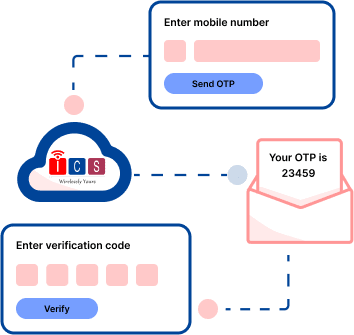 Enter mobile number
Send OTP
ICS
Wirelessly Yours
Your OTP is
23459
Enter verification code
Verify